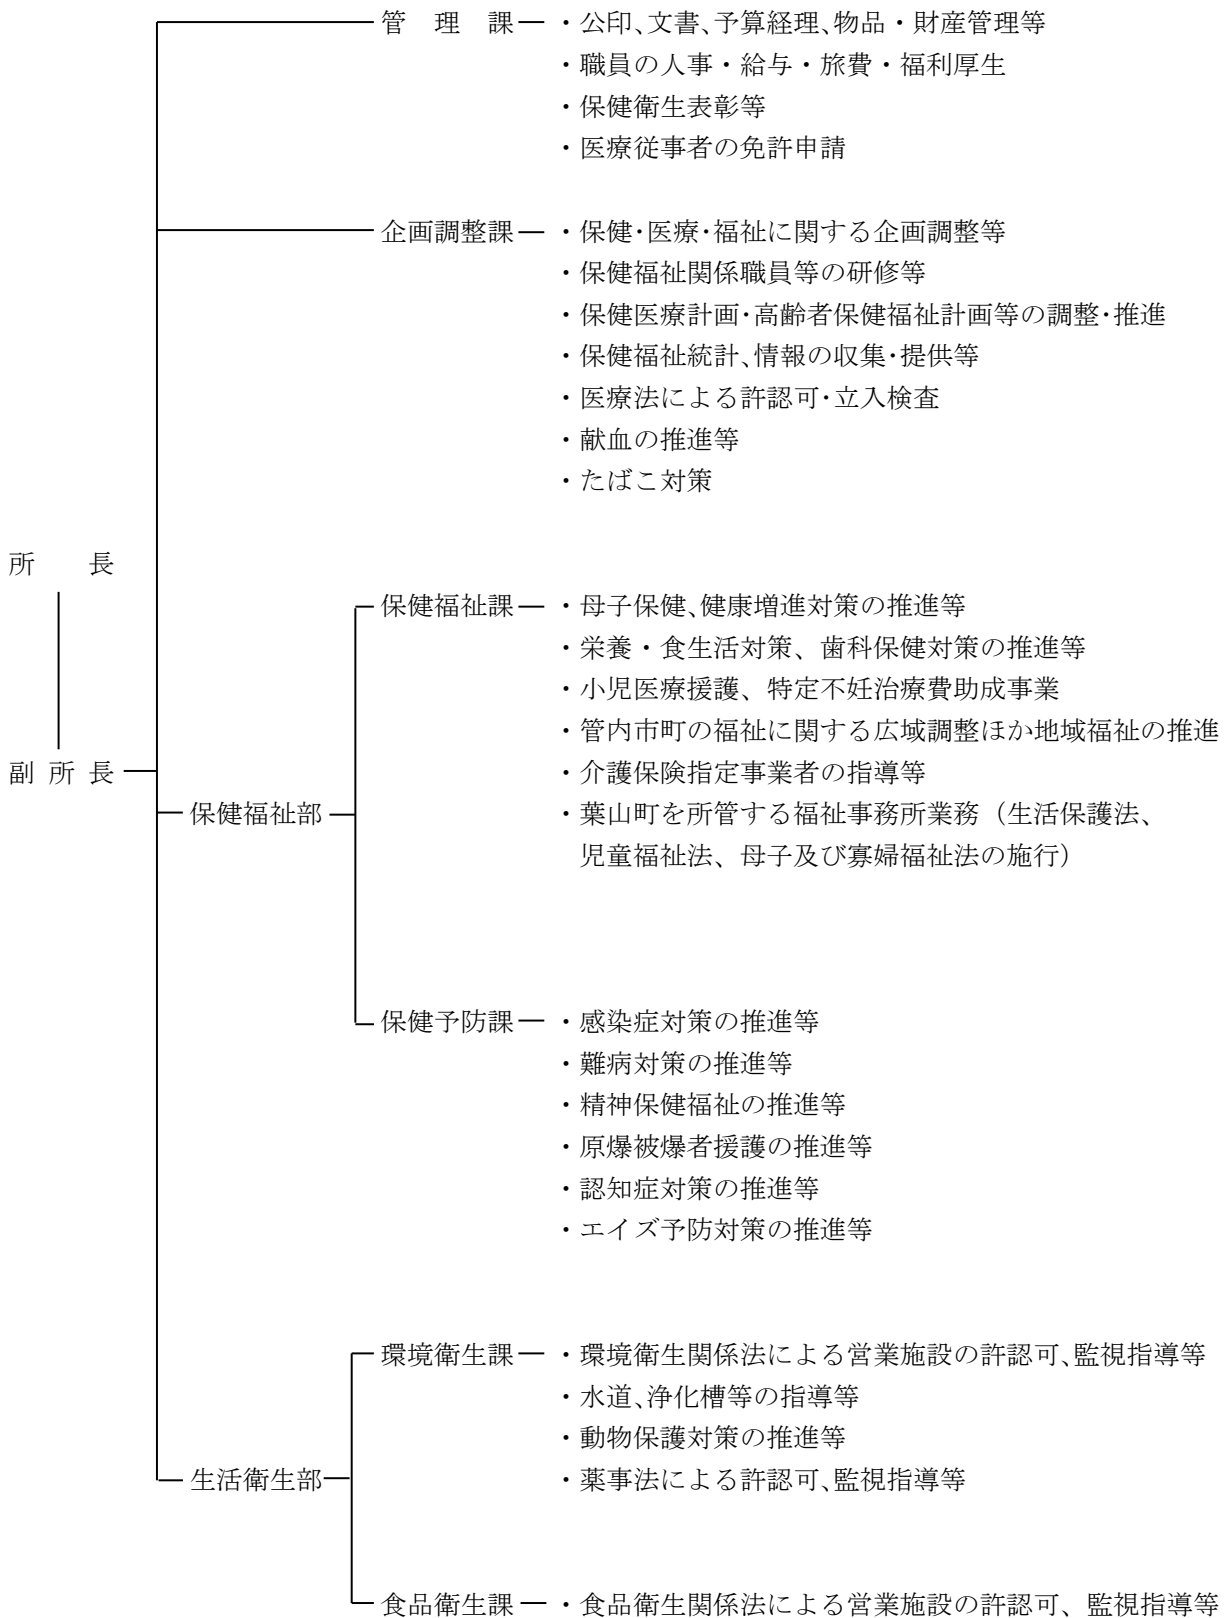 管　理　課 ・公印、文書、予算経理、物品・財産管理等
・職員の人事・給与・旅費・福利厚生
・保健衛生表彰等
・医療従事者の免許申請
企画調整課 ・保健・医療・福祉に関する企画調整等
・保健福祉関係職員等の研修等
・保健医療計画・高齢者保健福祉計画等の調整・推進
・保健福祉統計、情報の収集・提供等
・医療法による許認可・立入検査
・献血の推進等
・たばこ対策
所　　長
保健福祉課 ・母子保健、健康増進対策の推進等
・栄養・食生活対策、歯科保健対策の推進等
・小児医療援護、特定不妊治療費助成事業
・管内市町の福祉に関する広域調整ほか地域福祉の推進
副 所 長 ・介護保険指定事業者の指導等
保健福祉部 ・葉山町を所管する福祉事務所業務（生活保護法、
児童福祉法、母子及び寡婦福祉法の施行）
保健予防課 ・感染症対策の推進等
・難病対策の推進等
・精神保健福祉の推進等
・原爆被爆者援護の推進等
・認知症対策の推進等
・エイズ予防対策の推進等
環境衛生課 ・環境衛生関係法による営業施設の許認可、監視指導等
・水道、浄化槽等の指導等
・動物保護対策の推進等
生活衛生部 ・薬事法による許認可、監視指導等
食品衛生課 ・食品衛生関係法による営業施設の許認可、監視指導等